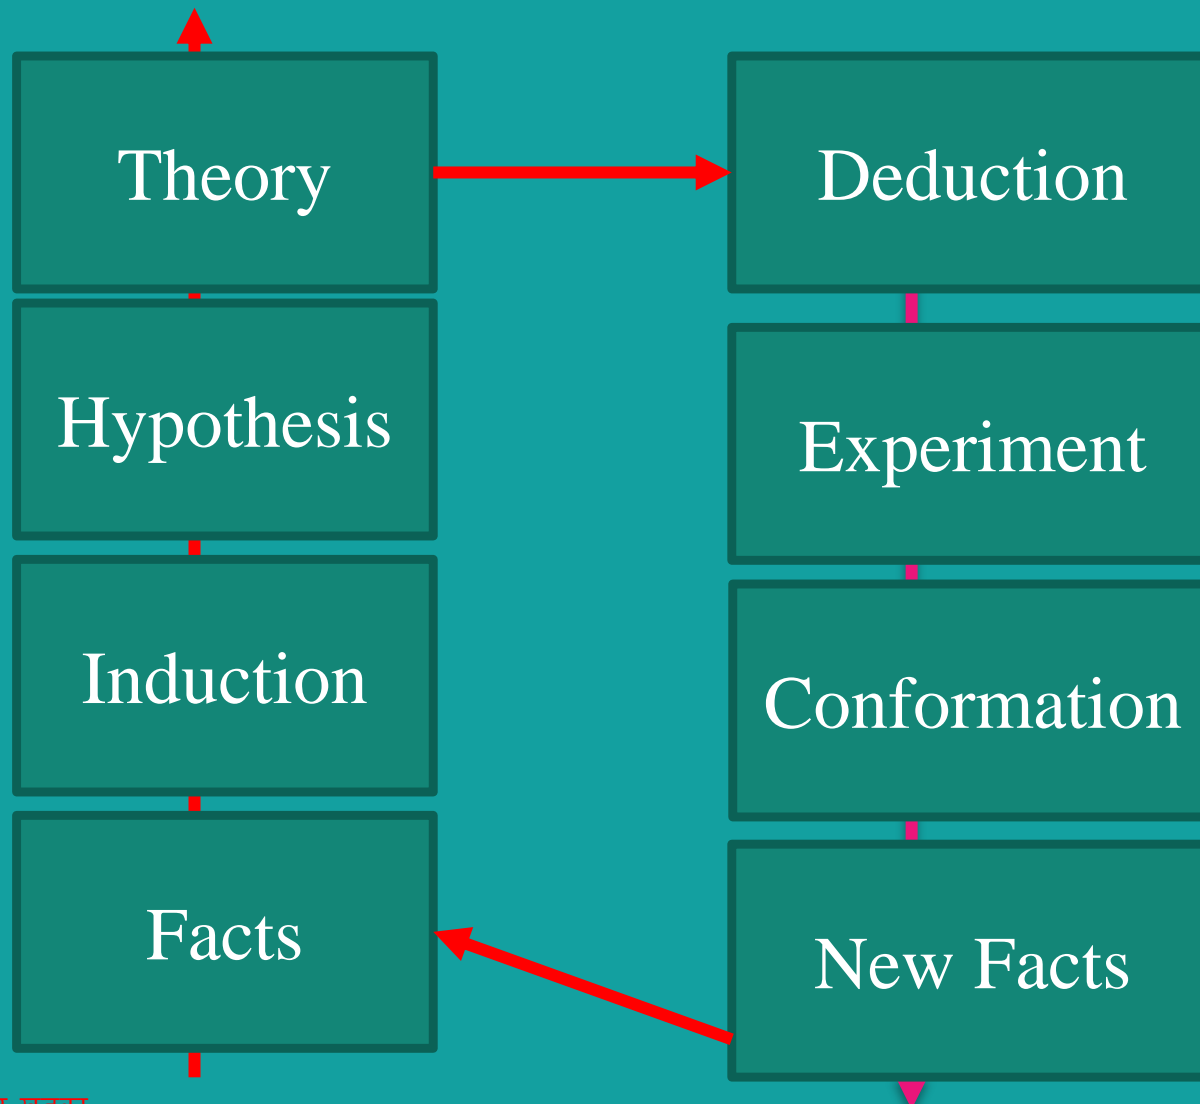 Theory
Hypothesis
Induction
Facts
Deduction
Experiment
Conformation
New Facts